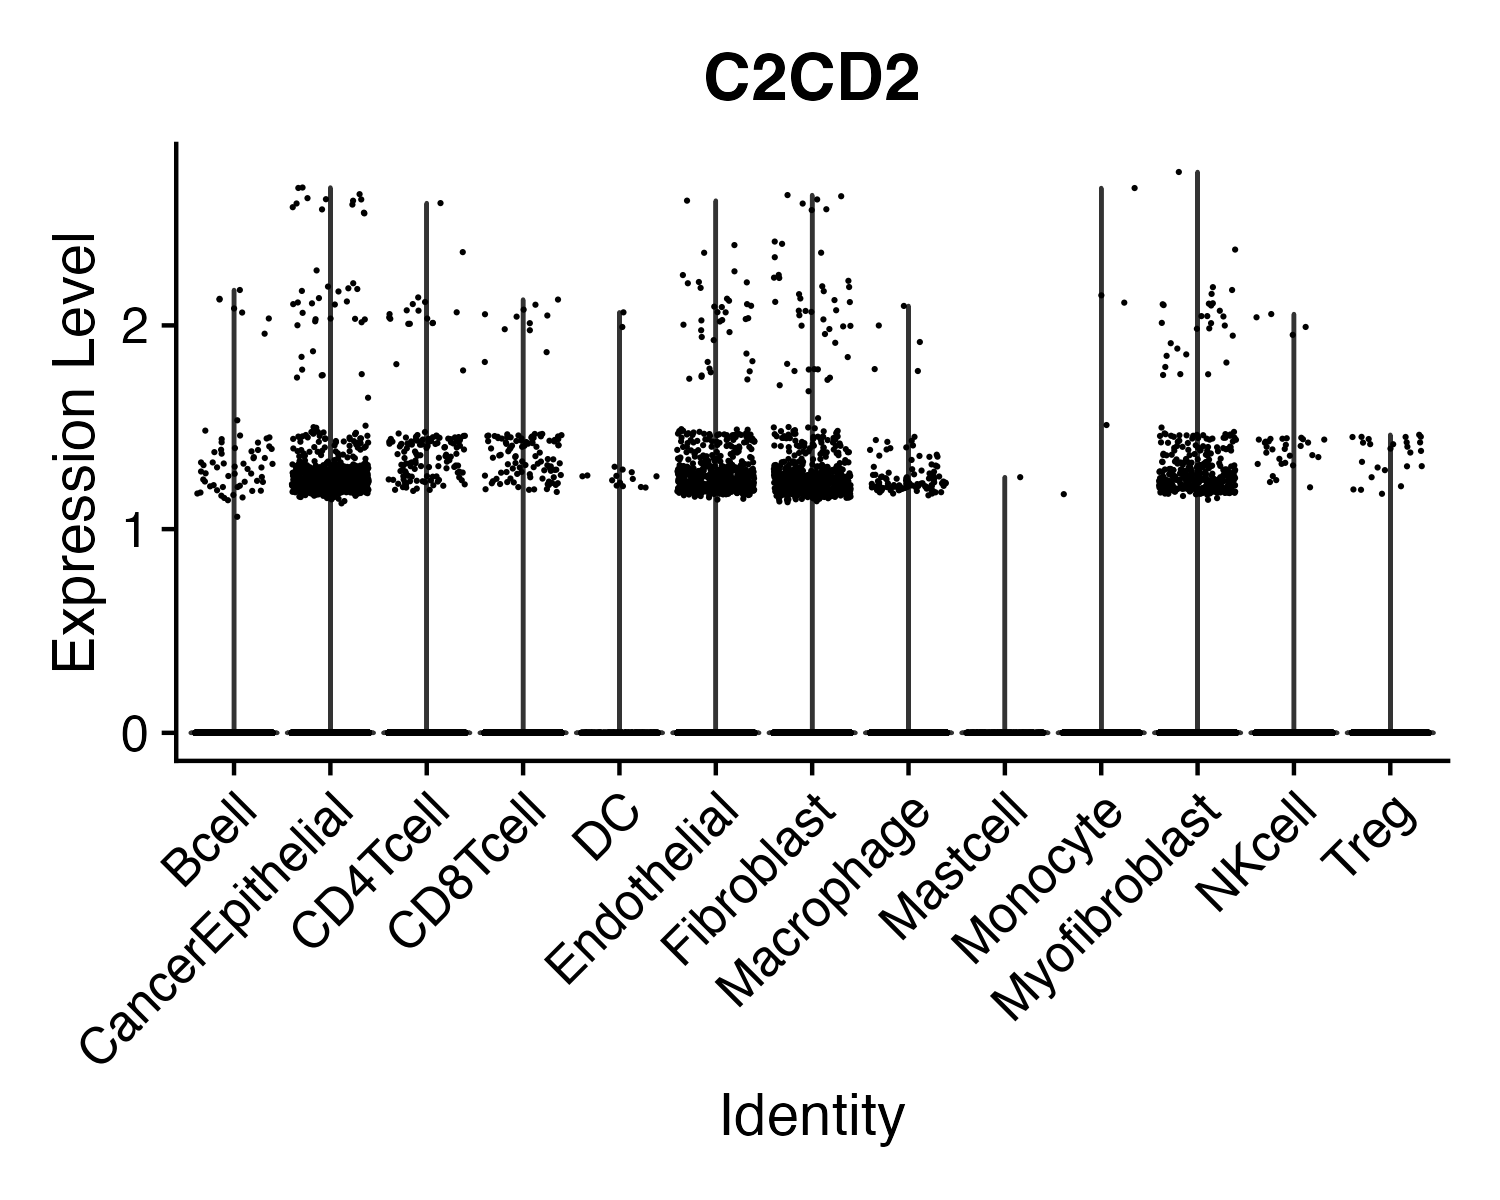 C2CD2
Expression Level
2
1
0
Bcell
CancerEpithelial
CD4Tcell
CD8Tcell
DC
Endothelial
Fibroblast
Macrophage
Mastcell
Monocyte
Myofibroblast
NKcell
Treg
Identity